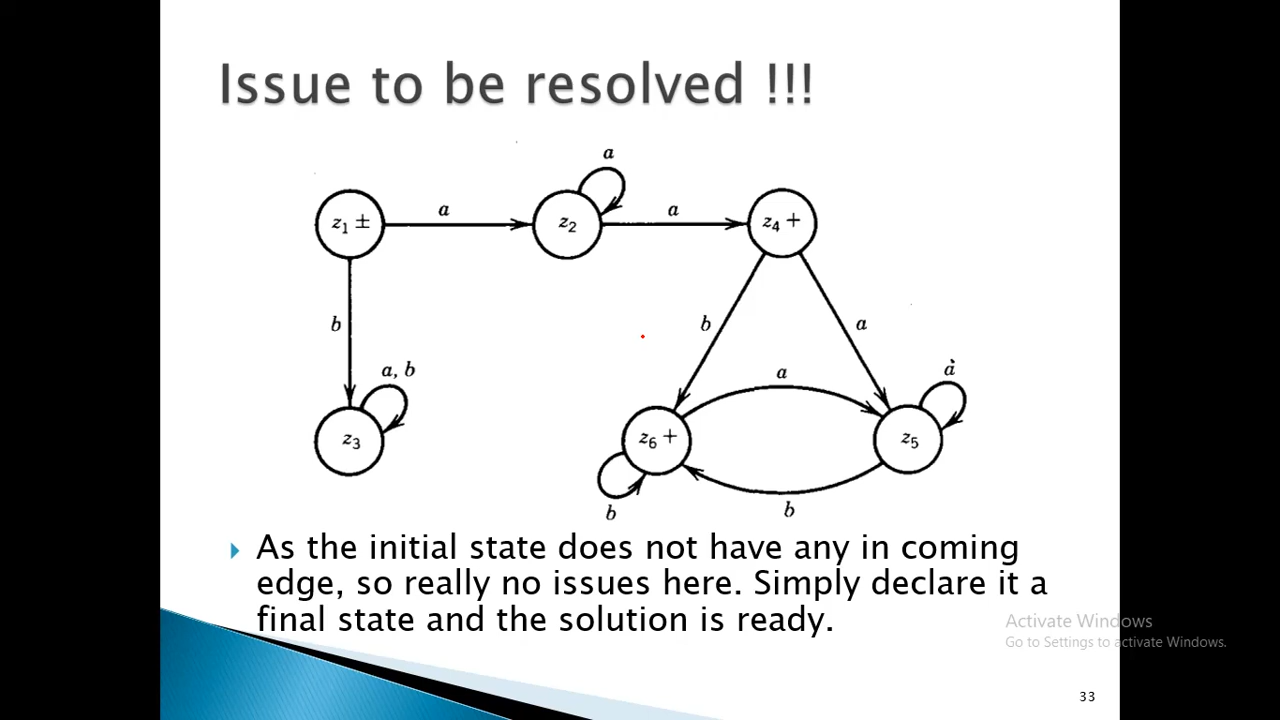 Issue to be resolved !!!
a
z₁ ±
a
z₂
a
z₄ +
b
b
a
a, b
a
ȧ
z₃
z₆ +
z₅
b
b
As the initial state does not have any in coming
edge, so really no issues here. Simply declare it a
final state and the solution is ready.
Activate Windows
Go to Settings to activate Windows.
33